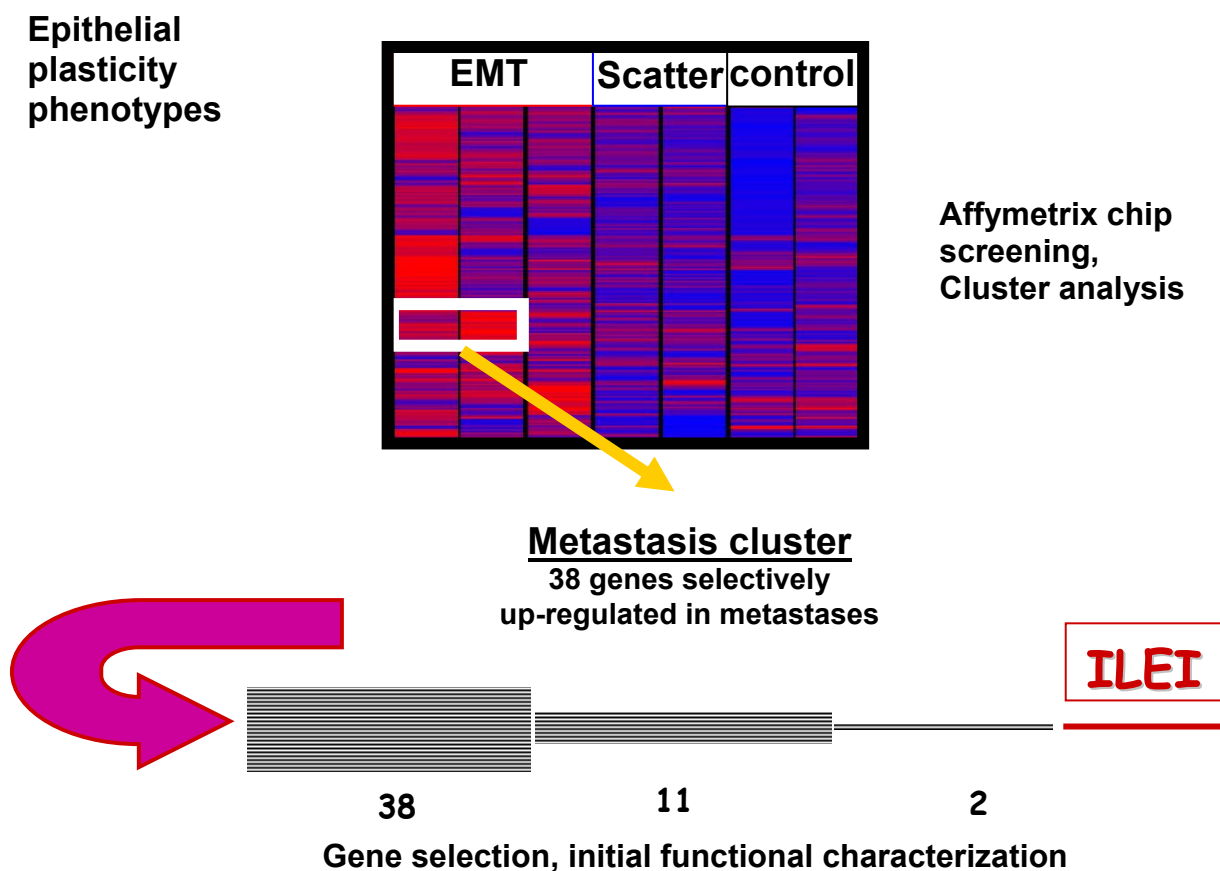 Epithelial
plasticity
phenotypes
EMT Scatter control
Affymetrix chip
screening,
Cluster analysis
Metastasis cluster
38 genes selectively
up-regulated in metastases
ILEI
38 11 2
Gene selection, initial functional characterization